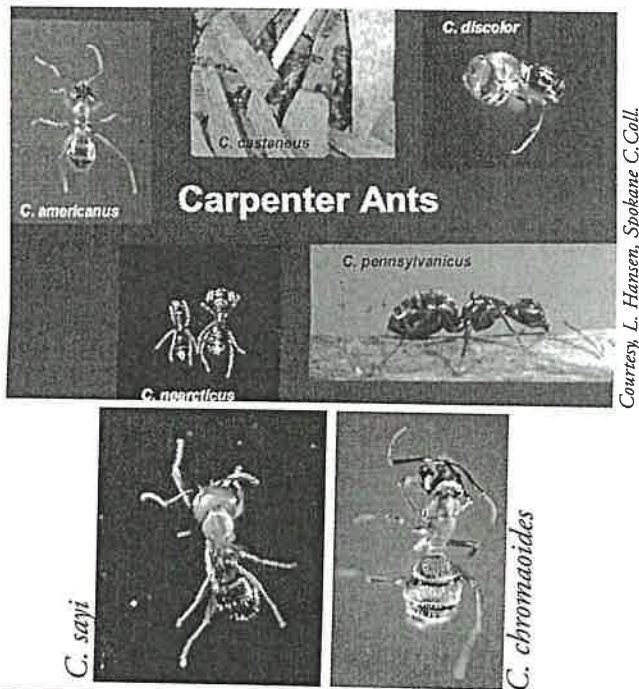 C. discolor
C. castaneus
C. americanus
Carpenter Ants
C. pennsylvanicus
C. nearcticus
Courtesy, L. Hansen, Spokane C.Coll.
C. sayi
C. chromaoides